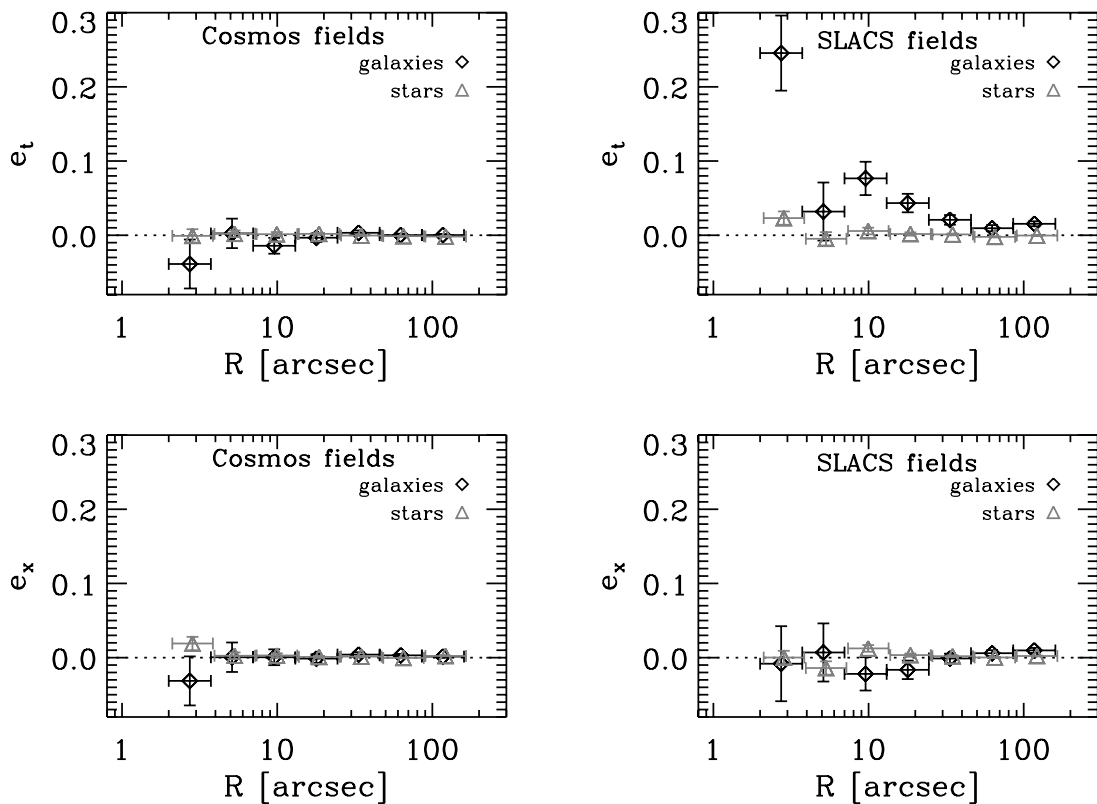 0.3
0.2
0.1
0.0
e_t
Cosmos fields
galaxies
stars
1
10
100
R [arcsec]
0.3
0.2
0.1
0.0
e_t
SLACS fields
galaxies
stars
1
10
100
R [arcsec]
0.3
0.2
0.1
0.0
e_x
Cosmos fields
galaxies
stars
1
10
100
R [arcsec]
0.3
0.2
0.1
0.0
e_x
SLACS fields
galaxies
stars
1
10
100
R [arcsec]